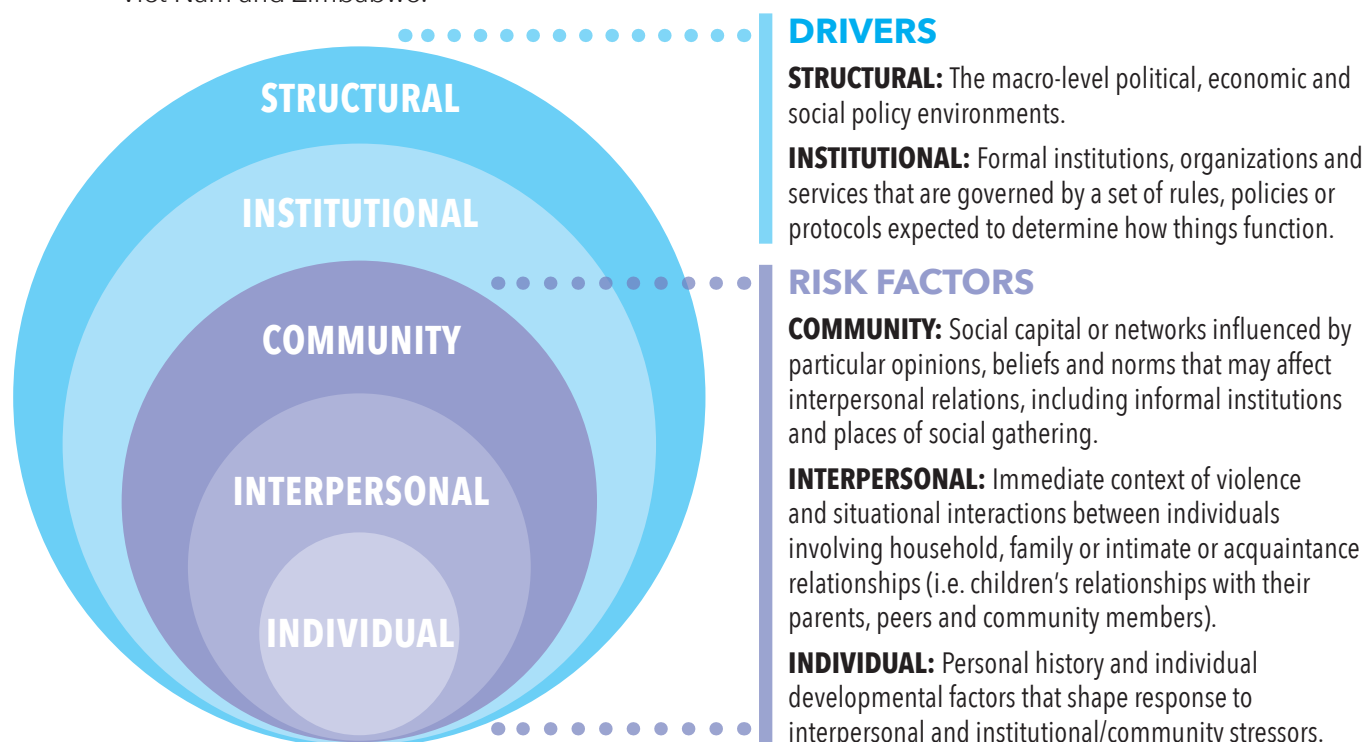 Viet Nam and Zimbabwe.
STRUCTURAL
INSTITUTIONAL
COMMUNITY
INTERPERSONAL
INDIVIDUAL
DRIVERS
STRUCTURAL: The macro-level political, economic and
social policy environments.
INSTITUTIONAL: Formal institutions, organizations and
services that are governed by a set of rules, policies or
protocols expected to determine how things function.
RISK FACTORS
COMMUNITY: Social capital or networks influenced by
particular opinions, beliefs and norms that may affect
interpersonal relations, including informal institutions
and places of social gathering.
INTERPERSONAL: Immediate context of violence
and situational interactions between individuals
involving household, family or intimate or acquaintance
relationships (i.e. children's relationships with their
parents, peers and community members).
INDIVIDUAL: Personal history and individual
developmental factors that shape response to
interpersonal and institutional/community stressors.